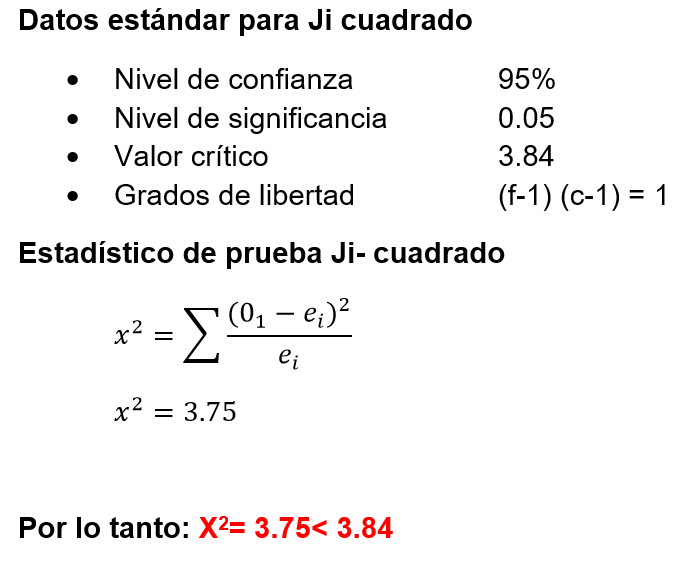 Datos estándar para Ji cuadrado
• Nivel de confianza 95%
• Nivel de significancia 0.05
• Valor crítico 3.84
• Grados de libertad (f-1) (c-1) = 1
Estadístico de prueba Ji- cuadrado
x² = ∑ (0₁ − eᵢ)² / eᵢ
x² = 3.75
Por lo tanto: X²= 3.75< 3.84